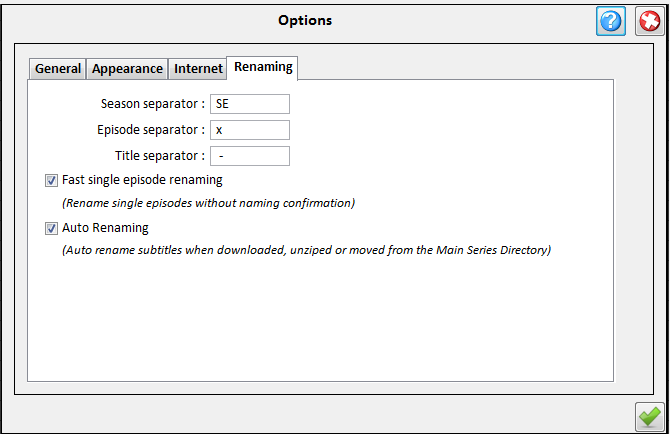 Options
General Appearance Internet Renaming
Season separator : SE
Episode separator : x
Title separator : -
Fast single episode renaming
(Rename single episodes without naming confirmation)
Auto Renaming
(Auto rename subtitles when downloaded, unziped or moved from the Main Series Directory)